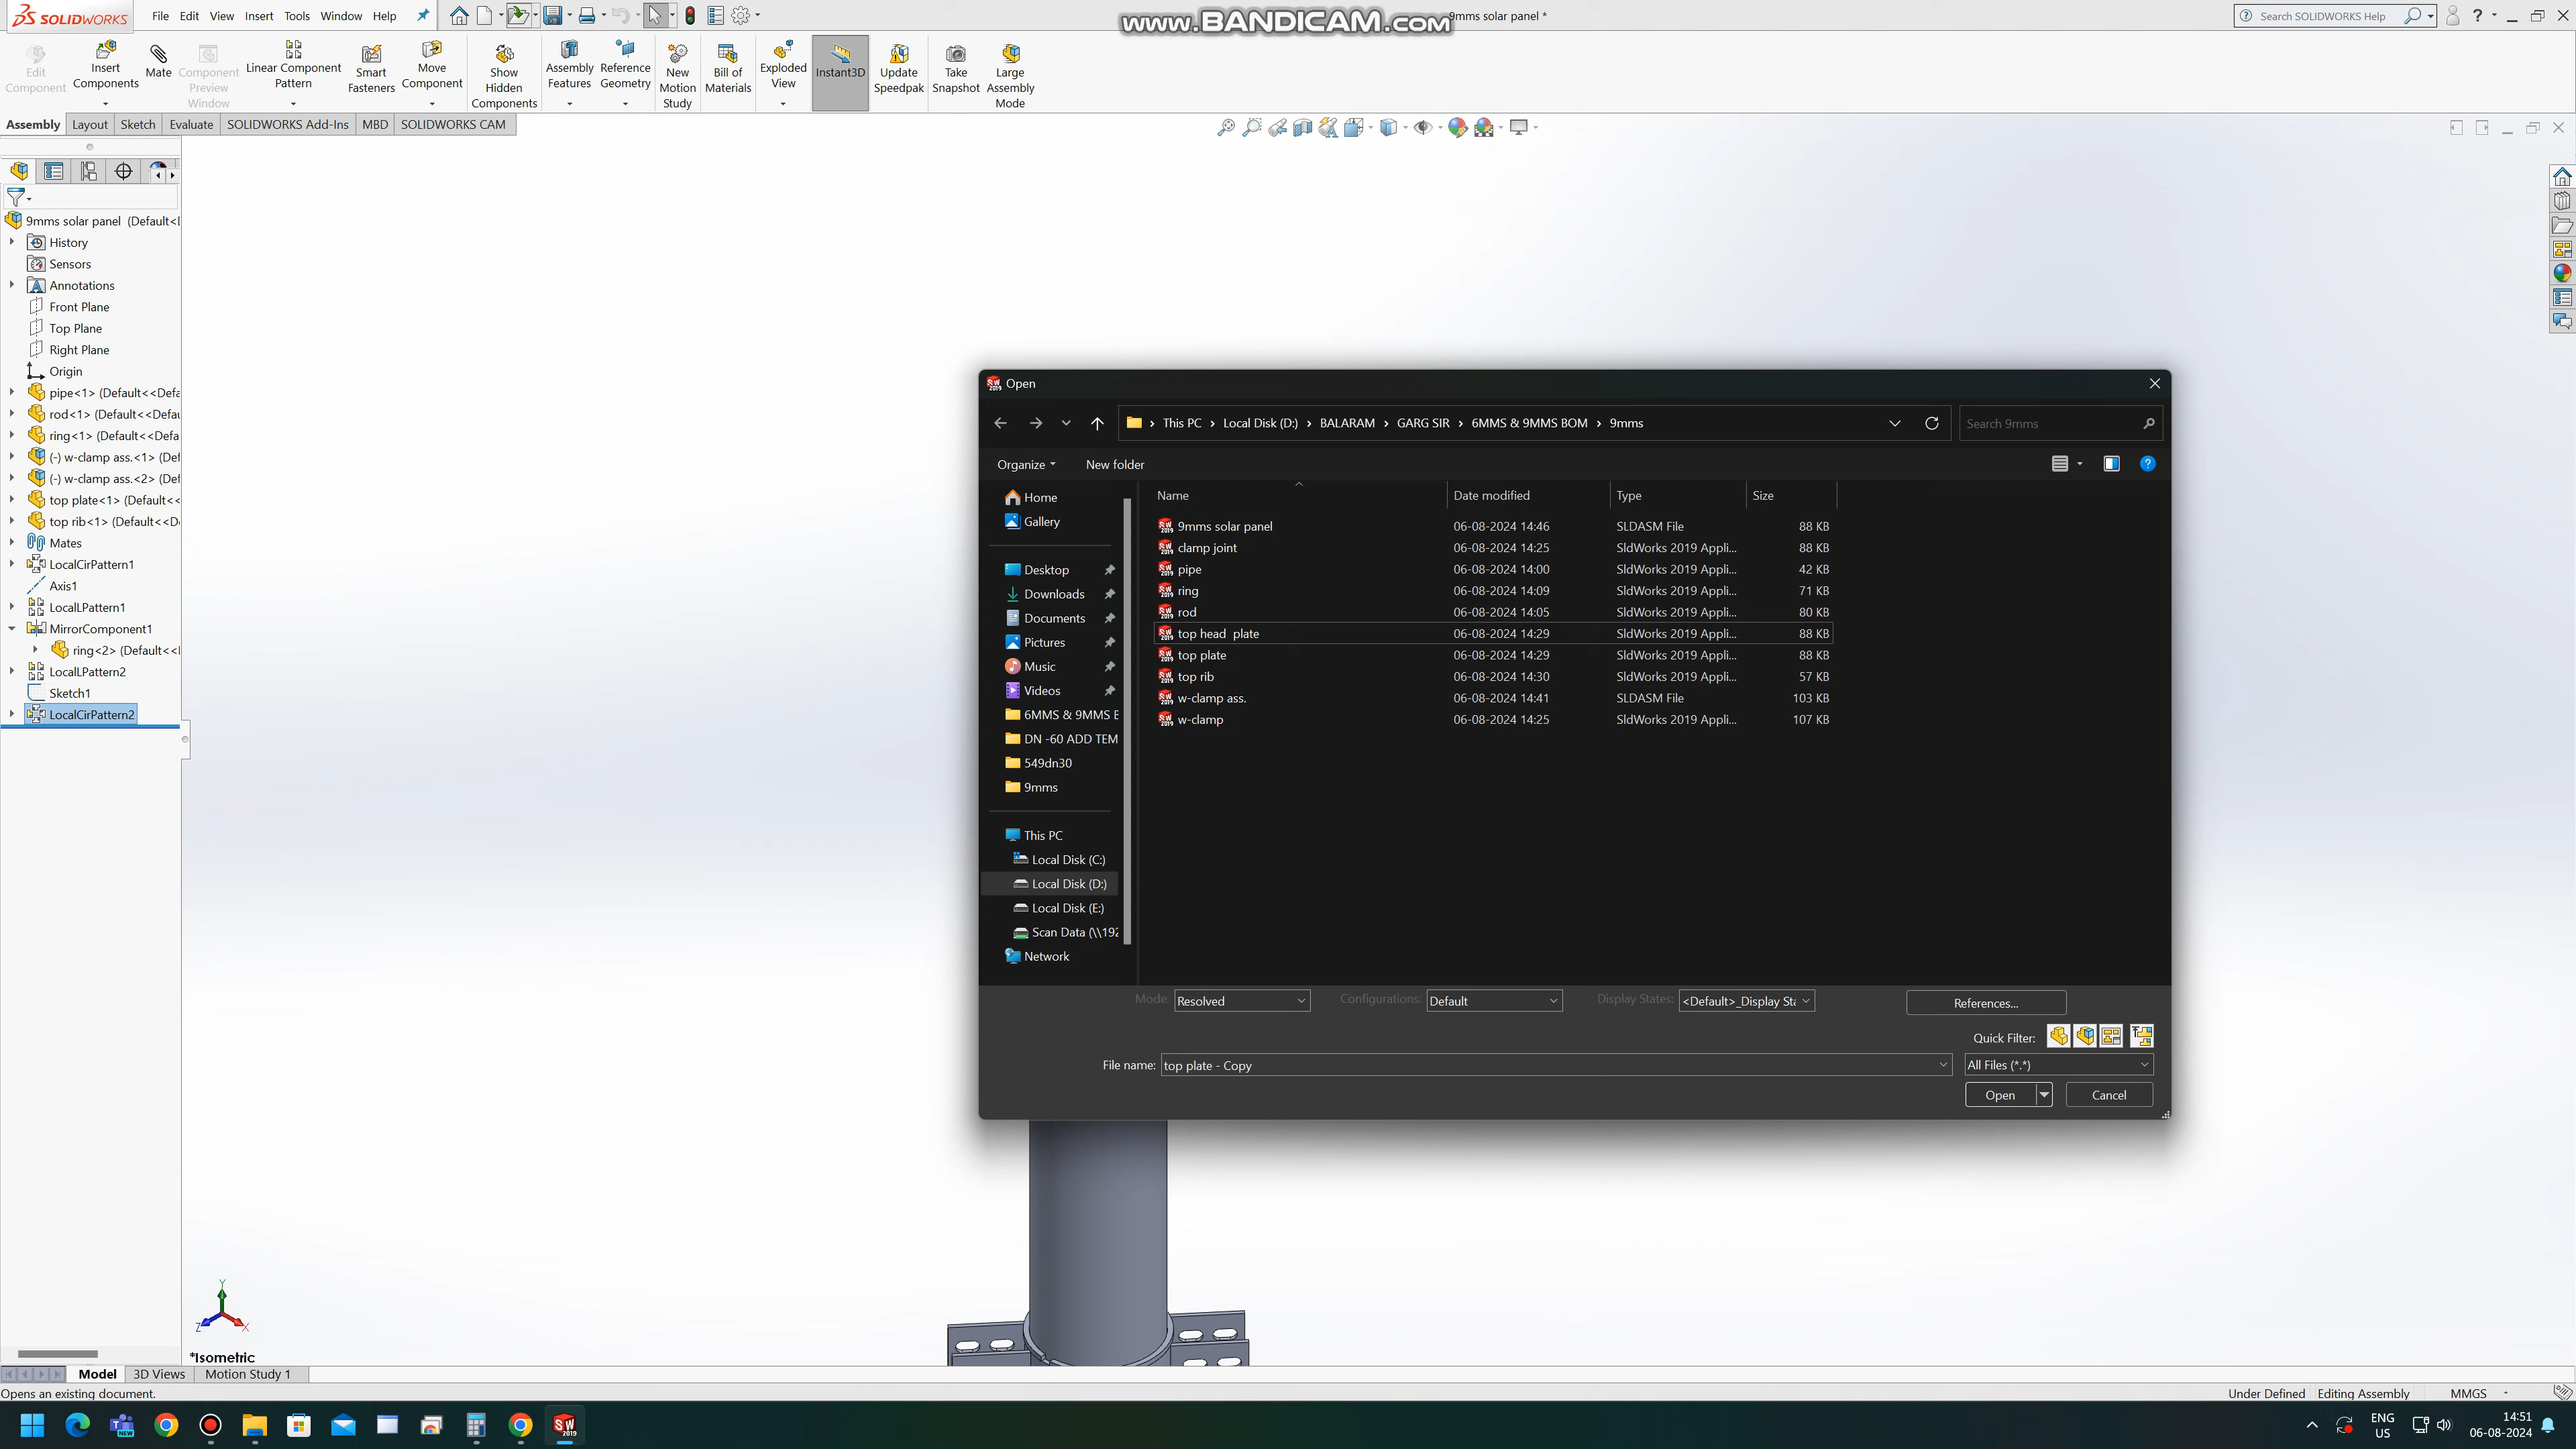 SOLIDWORKS File Edit View Insert Tools Window Help
www.BANDICAM.com
9mms solar panel *
Search SOLIDWORKS Help
Edit Component
Insert Components
Mate
Component Preview Window
Linear Component Pattern
Smart Fasteners
Move Component
Show Hidden Components
Assembly Features
Reference Geometry
New Motion Study
Bill of Materials
Exploded View
Instant3D
Update Speedpak
Take Snapshot
Large Assembly Mode
Assembly Layout Sketch Evaluate SOLIDWORKS Add-Ins MBD SOLIDWORKS CAM
9mms solar panel (Default<
History
Sensors
Annotations
Front Plane
Top Plane
Right Plane
Origin
pipe<1> (Default<<Defa
rod<1> (Default<<Defau
ring<1> (Default<<Defa
(-) w-clamp ass.<1> (Def
(-) w-clamp ass.<2> (Def
top plate<1> (Default<<
top rib<1> (Default<<D
Mates
LocalCirPattern1
Axis1
LocalLPattern1
MirrorComponent1
ring<2> (Default<<
LocalLPattern2
Sketch1
LocalCirPattern2
Open
This PC > Local Disk (D:) > BALARAM > GARG SIR > 6MMS & 9MMS BOM > 9mms
Search 9mms
Organize New folder
Home
Gallery
Desktop
Downloads
Documents
Pictures
Music
Videos
6MMS & 9MMS B
DN -60 ADD TEM
549dn30
9mms
This PC
Local Disk (C:)
Local Disk (D:)
Local Disk (E:)
Scan Data (\\192
Network
Name Date modified Type Size
9mms solar panel 06-08-2024 14:46 SLDASM File 88 KB
clamp joint 06-08-2024 14:25 SldWorks 2019 Appli... 88 KB
pipe 06-08-2024 14:00 SldWorks 2019 Appli... 42 KB
ring 06-08-2024 14:09 SldWorks 2019 Appli... 71 KB
rod 06-08-2024 14:05 SldWorks 2019 Appli... 80 KB
top head plate 06-08-2024 14:29 SldWorks 2019 Appli... 88 KB
top plate 06-08-2024 14:29 SldWorks 2019 Appli... 88 KB
top rib 06-08-2024 14:30 SldWorks 2019 Appli... 57 KB
w-clamp ass. 06-08-2024 14:41 SLDASM File 103 KB
w-clamp 06-08-2024 14:25 SldWorks 2019 Appli... 107 KB
Mode: Resolved Configurations: Default Display States: <Default>_Display Sta References...
Quick Filter:
File name: top plate - Copy All Files (*.*)
Open Cancel
Y
Z X
*Isometric
Model 3D Views Motion Study 1
Opens an existing document. Under Defined Editing Assembly MMGS
ENG US
14:51
06-08-2024